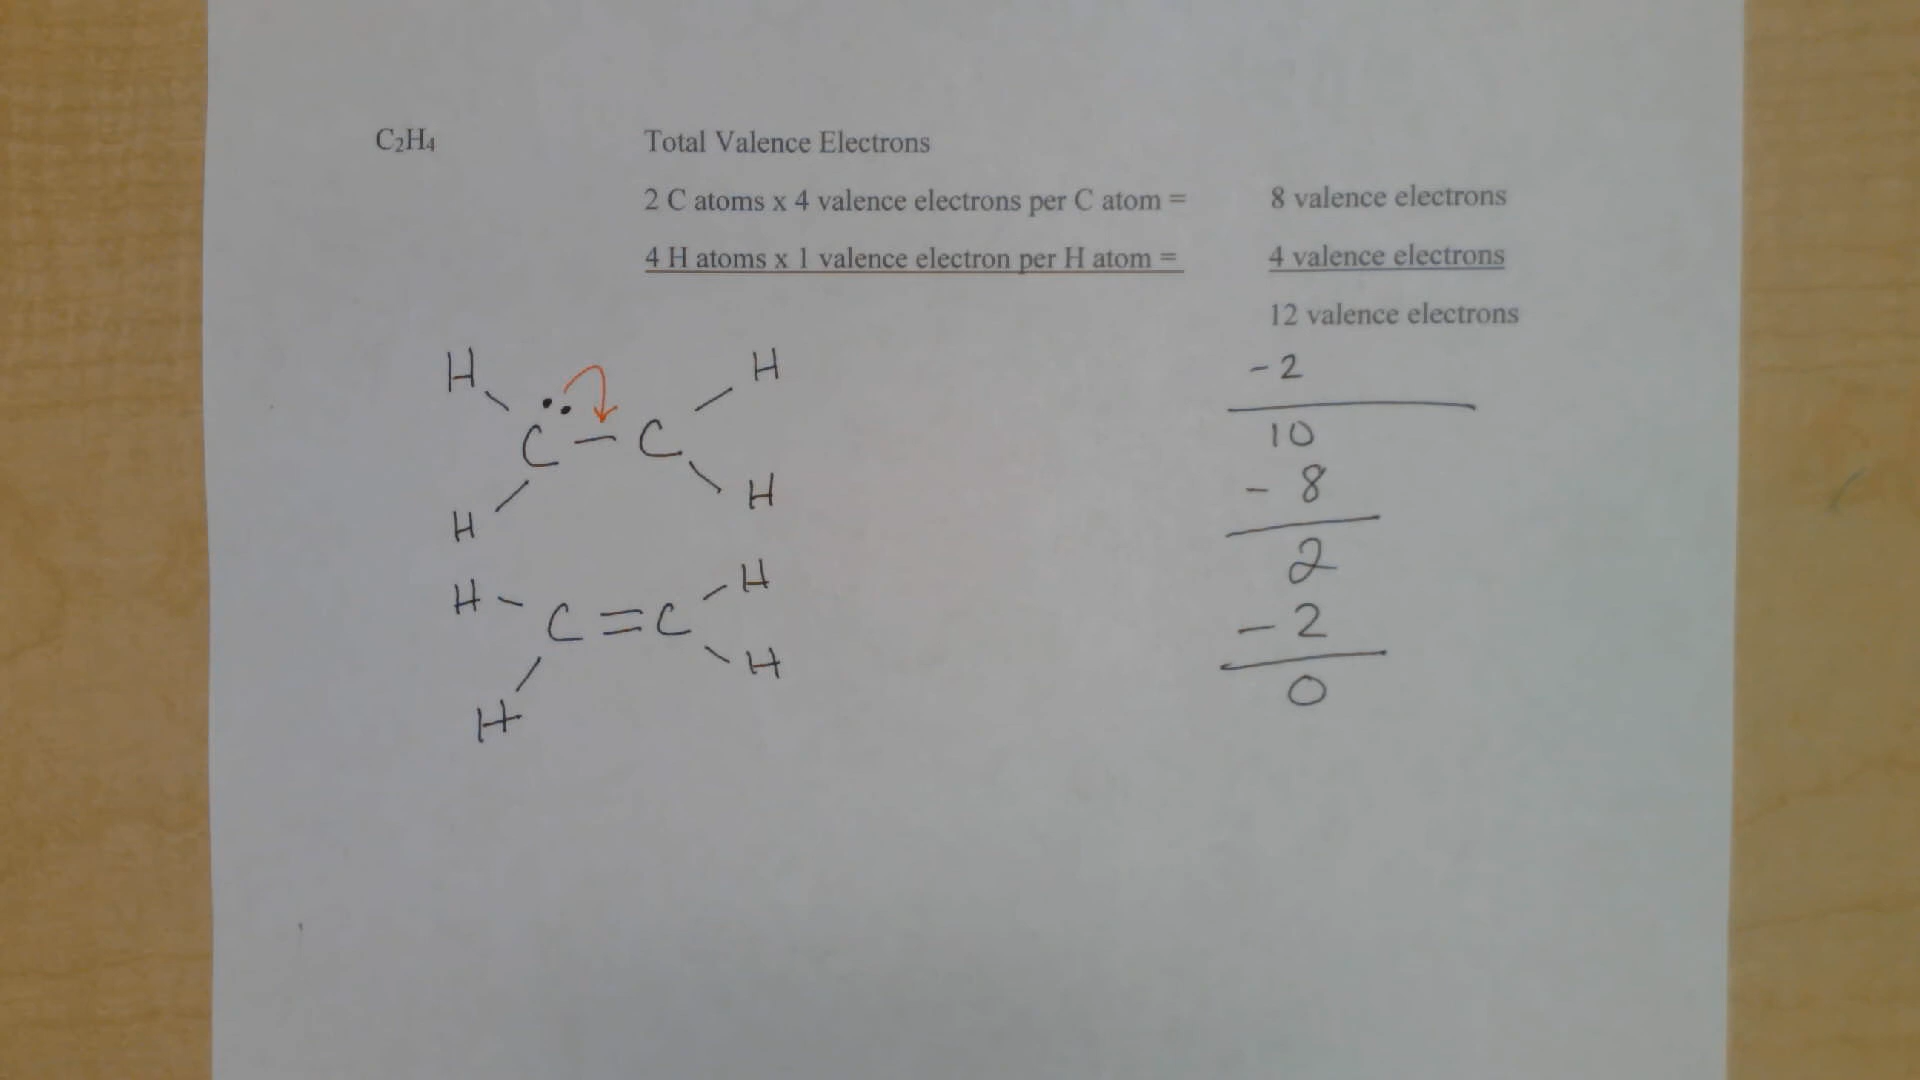 C₂H₄ Total Valence Electrons
2 C atoms x 4 valence electrons per C atom = 8 valence electrons
4 H atoms x 1 valence electron per H atom = 4 valence electrons
12 valence electrons
H H
C - C
H H
H - C = C - H
H H
- 2
10
- 8
2
- 2
0